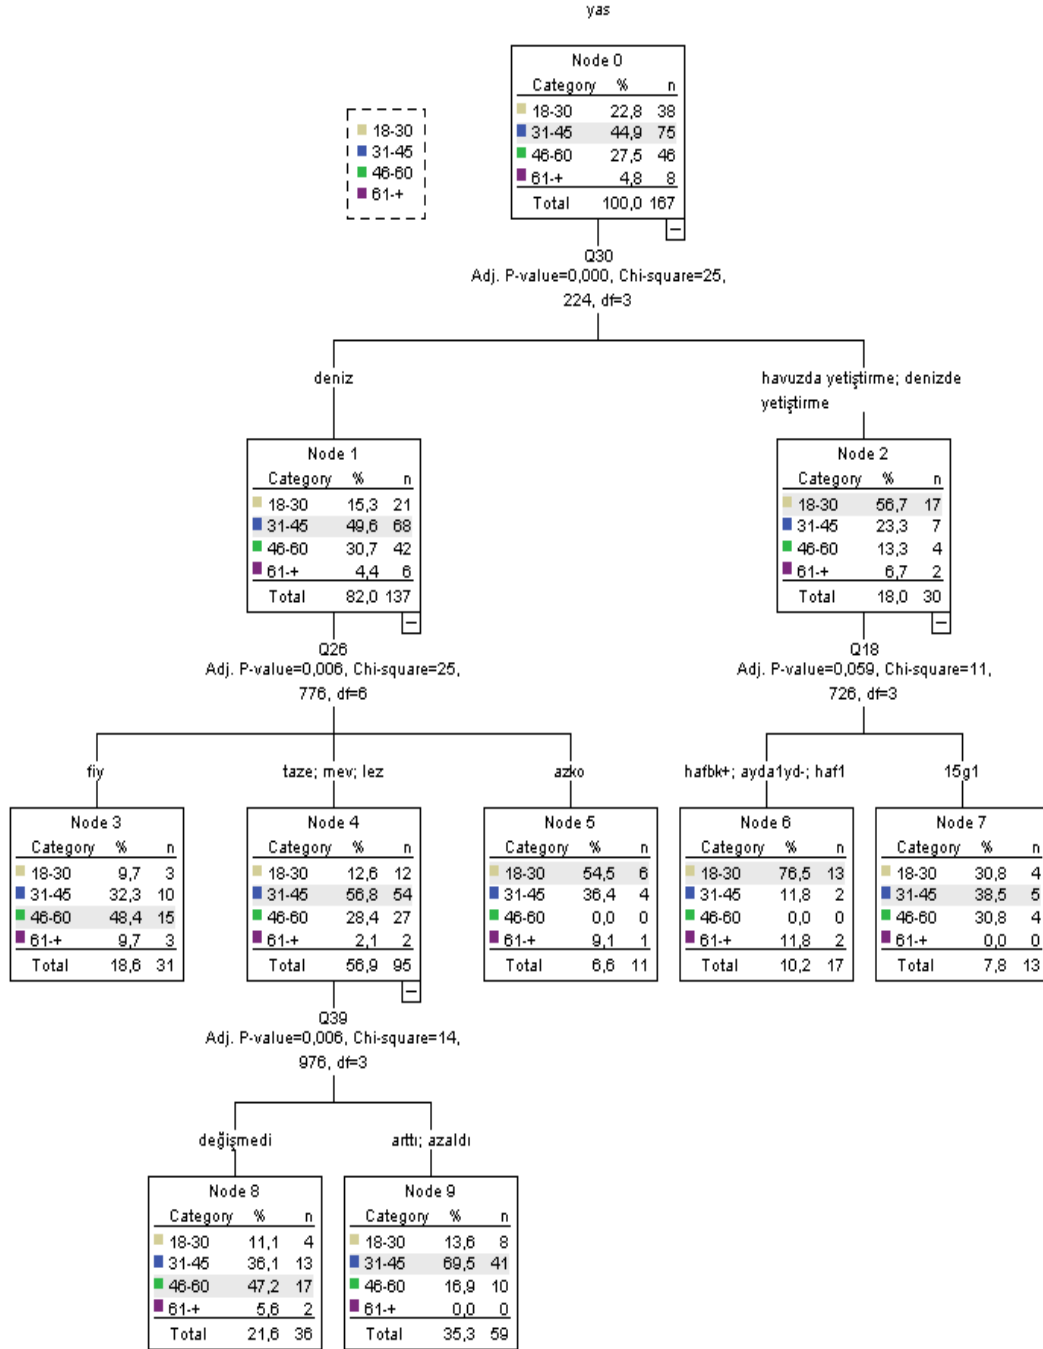 yas
Node 0
Category % n
18-30 22,8 38
31-45 44,9 75
46-60 27,5 46
61-+ 4,8 8
Total 100,0 167
18-30
31-45
46-60
61-+
Q30
Adj. P-value=0,000, Chi-square=25,
224, df=3
deniz
havuzda yetiştirme; denizde
yetiştirme
Node 1
Category % n
18-30 15,3 21
31-45 49,6 68
46-60 30,7 42
61-+ 4,4 6
Total 82,0 137
Node 2
Category % n
18-30 56,7 17
31-45 23,3 7
46-60 13,3 4
61-+ 6,7 2
Total 18,0 30
Q26
Adj. P-value=0,006, Chi-square=25,
776, df=6
Q18
Adj. P-value=0,059, Chi-square=11,
726, df=3
fiy
taze; mev; lez
azko
hafbk+; ayda1yd-; haf1
15g1
Node 3
Category % n
18-30 9,7 3
31-45 32,3 10
46-60 48,4 15
61-+ 9,7 3
Total 18,6 31
Node 4
Category % n
18-30 12,6 12
31-45 56,8 54
46-60 28,4 27
61-+ 2,1 2
Total 56,9 95
Node 5
Category % n
18-30 54,5 6
31-45 36,4 4
46-60 0,0 0
61-+ 9,1 1
Total 6,6 11
Node 6
Category % n
18-30 76,5 13
31-45 11,8 2
46-60 0,0 0
61-+ 11,8 2
Total 10,2 17
Node 7
Category % n
18-30 30,8 4
31-45 38,5 5
46-60 30,8 4
61-+ 0,0 0
Total 7,8 13
Q39
Adj. P-value=0,006, Chi-square=14,
976, df=3
değişmedi
arttı; azaldı
Node 8
Category % n
18-30 11,1 4
31-45 36,1 13
46-60 47,2 17
61-+ 5,6 2
Total 21,6 36
Node 9
Category % n
18-30 13,6 8
31-45 69,5 41
46-60 16,9 10
61-+ 0,0 0
Total 35,3 59